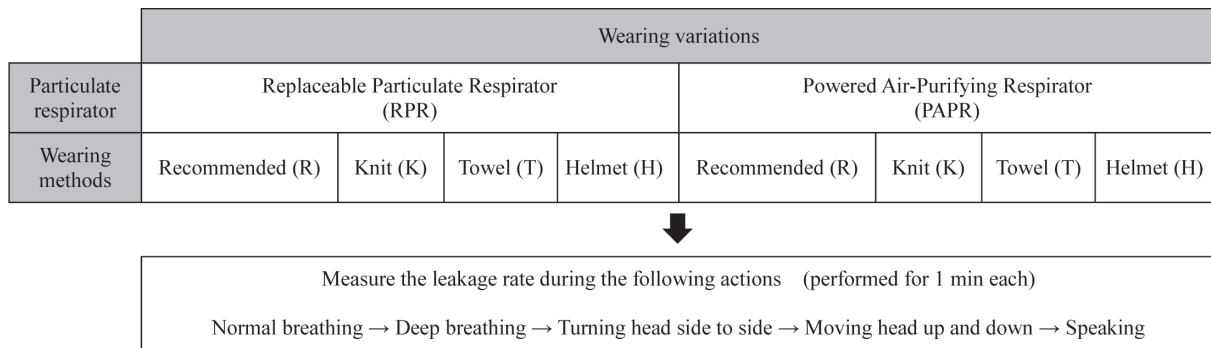 Wearing variations
Particulate
respirator
Replaceable Particulate Respirator
(RPR)
Powered Air-Purifying Respirator
(PAPR)
Wearing
methods
Recommended (R)
Knit (K)
Towel (T)
Helmet (H)
Recommended (R)
Knit (K)
Towel (T)
Helmet (H)
Measure the leakage rate during the following actions (performed for 1 min each)
Normal breathing → Deep breathing → Turning head side to side → Moving head up and down → Speaking